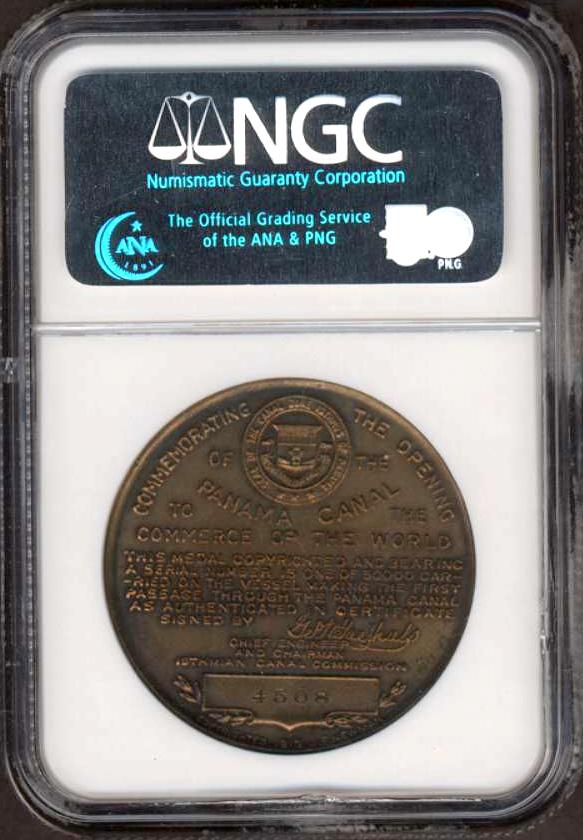 NGC
Numismatic Guaranty Corporation
The Official Grading Service
of the ANA & PNG
ANA
1891
PNG
COMMEMORATING THE OPENING
OF THE
PANAMA CANAL
TO THE
COMMERCE OF THE WORLD
THIS MEDAL COPYRIGHTED AND BEARING
A SERIAL NUMBER IS ONE OF 50000 CAR-
RIED ON THE VESSEL MAKING THE FIRST
PASSAGE THROUGH THE PANAMA CANAL
AS AUTHENTICATED IN CERTIFICATE
SIGNED BY
CHIEF ENGINEER
AND CHAIRMAN
ISTHMIAN CANAL COMMISSION
4508